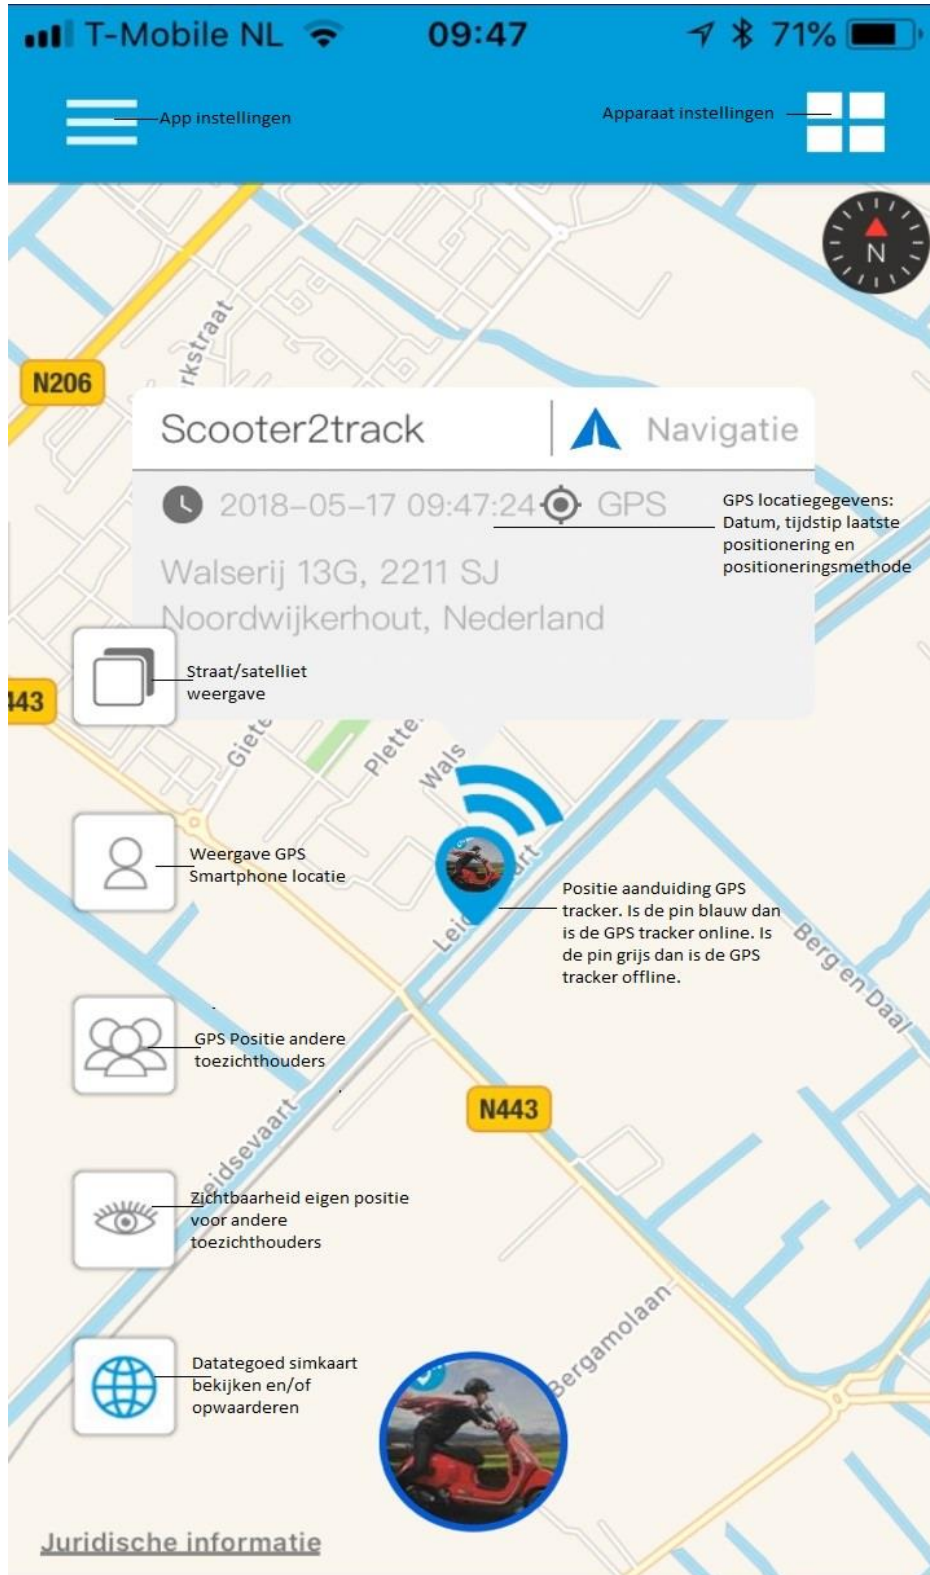 T-Mobile NL 09:47 71%
App instellingen
Apparaat instellingen
N
rkstraat
N206
Scooter2track
Navigatie
2018-05-17 09:47:24 GPS
GPS locatiegegevens:
Datum, tijdstip laatste
positionering en
positioneringsmethode
Walserij 13G, 2211 SJ
Noordwijkerhout, Nederland
Straat/satelliet
weergave
443
Giete
Plette
Wals
Weergave GPS
Smartphone locatie
Positie aanduiding GPS
tracker. Is de pin blauw dan
is de GPS tracker online. Is
de pin grijs dan is de GPS
tracker offline.
Leid
art
Berg en Daal
GPS Positie andere
toezichthouders
N443
eidsevaart
Zichtbaarheid eigen positie
voor andere
toezichthouders
Bergamolaan
Datategoed simkaart
bekijken en/of
opwaarderen
Juridische informatie